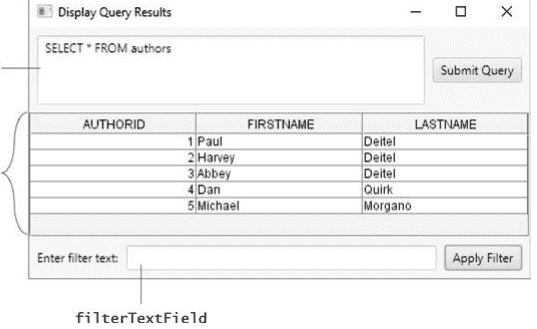 Display Query Results
SELECT * FROM authors
Submit Query
AUTHORID FIRSTNAME LASTNAME
1 Paul Deitel
2 Harvey Deitel
3 Abbey Deitel
4 Dan Quirk
5 Michael Morgano
Enter filter text: Apply Filter
filterTextField